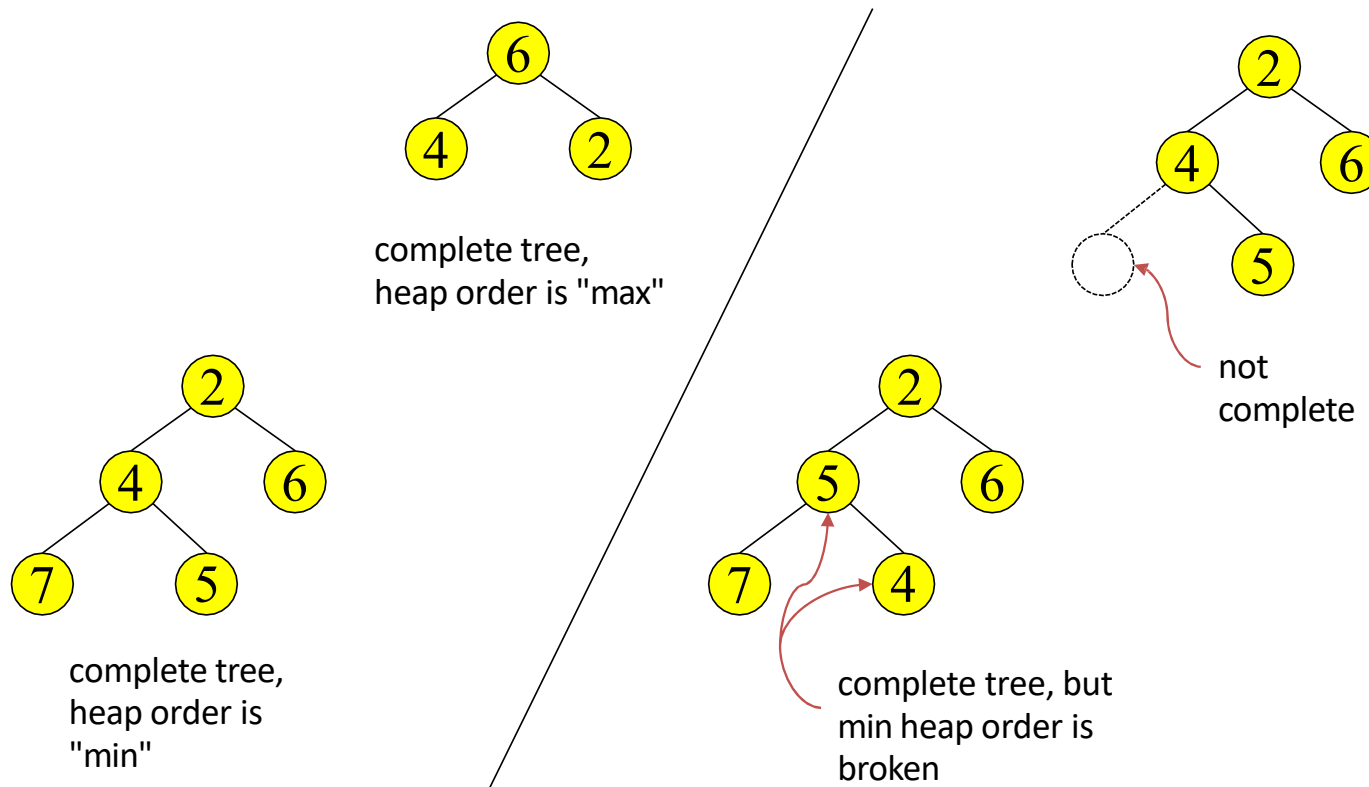 6
4 2
complete tree,
heap order is "max"
2
4 6
7 5
complete tree,
heap order is
"min"
2
4 6
5
not
complete
2
5 6
7 4
complete tree, but
min heap order is
broken